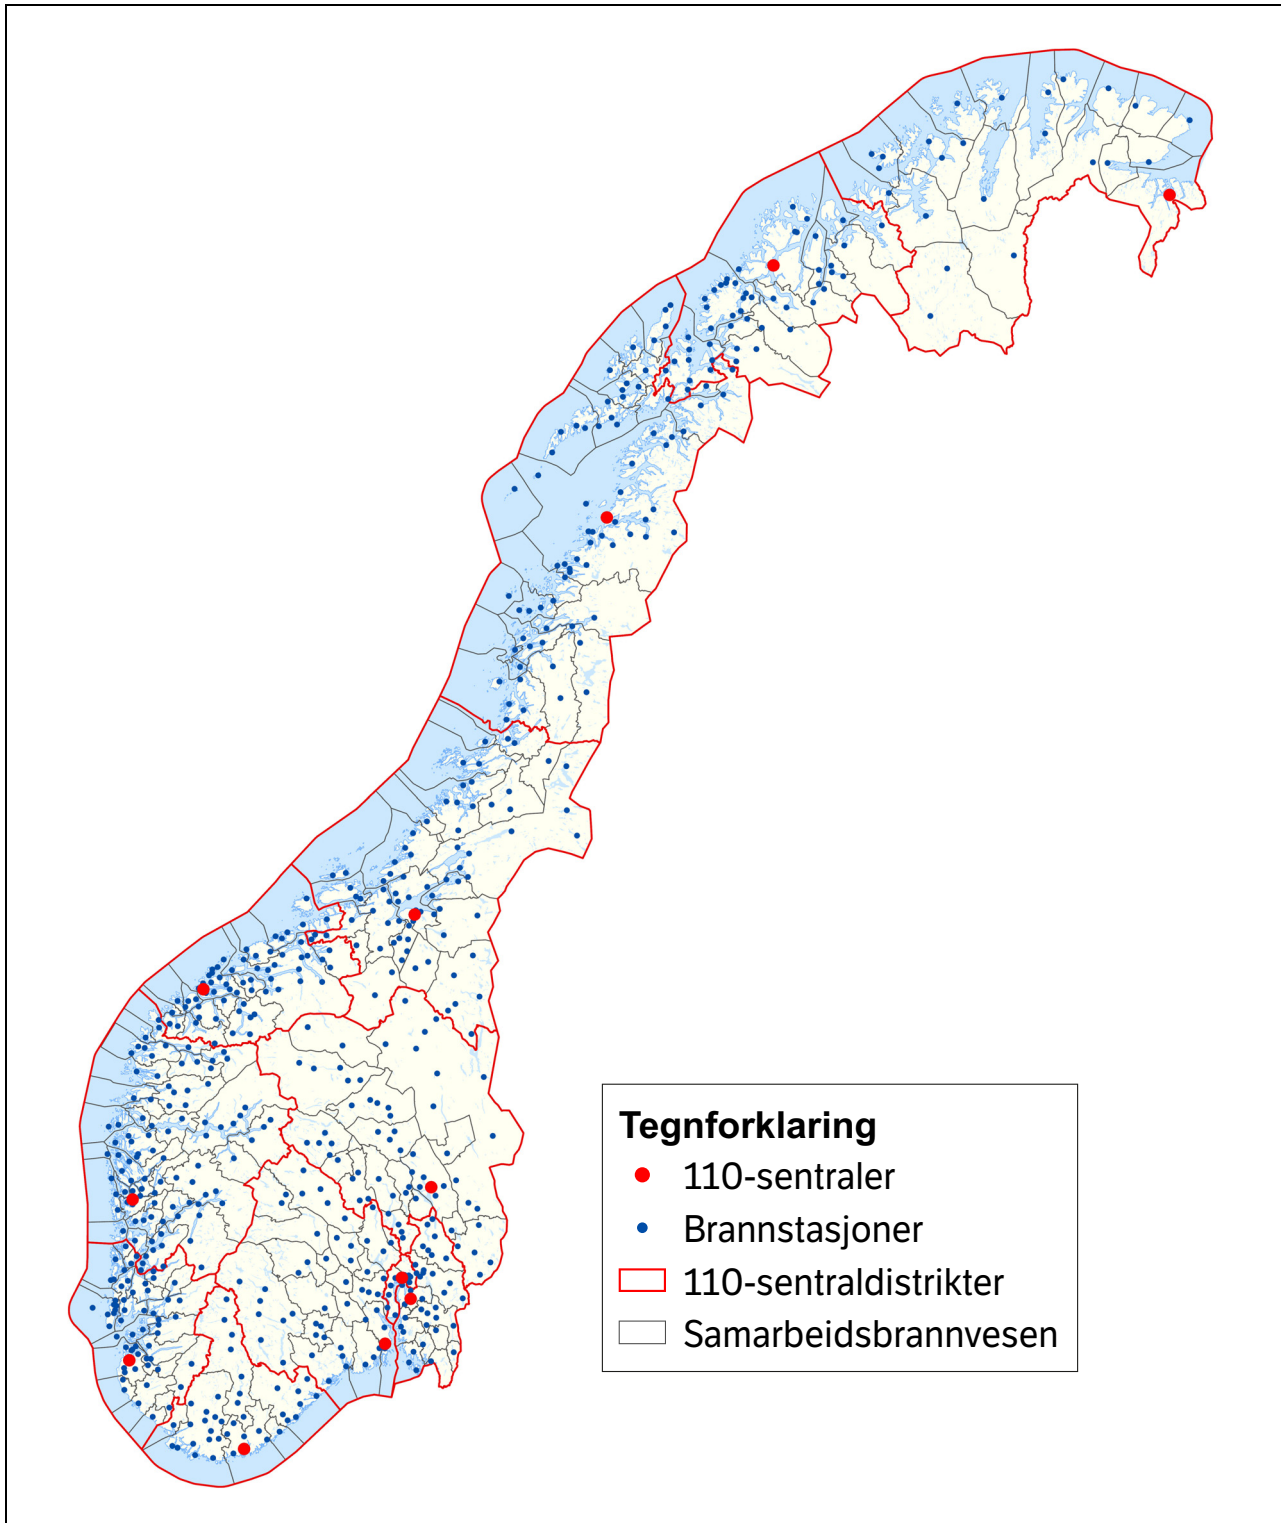 Tegnforklaring
110-sentraler
Brannstasjoner
110-sentraldistrikter
Samarbeidsbrannvesen